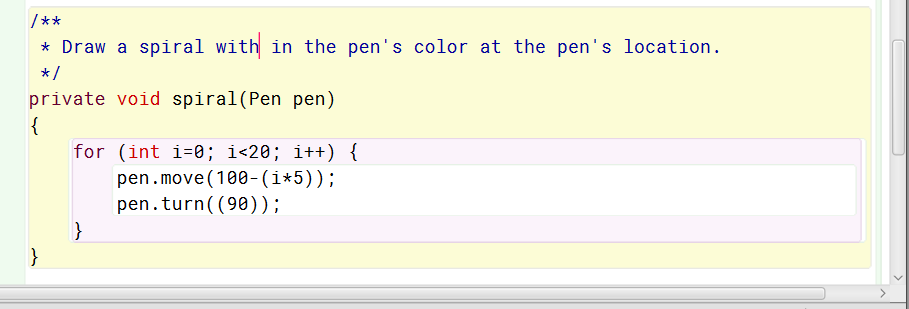 /**
 * Draw a spiral with in the pen's color at the pen's location.
 */
private void spiral(Pen pen)
{
    for (int i=0; i<20; i++) {
        pen.move(100-(i*5));
        pen.turn((90));
    }
}